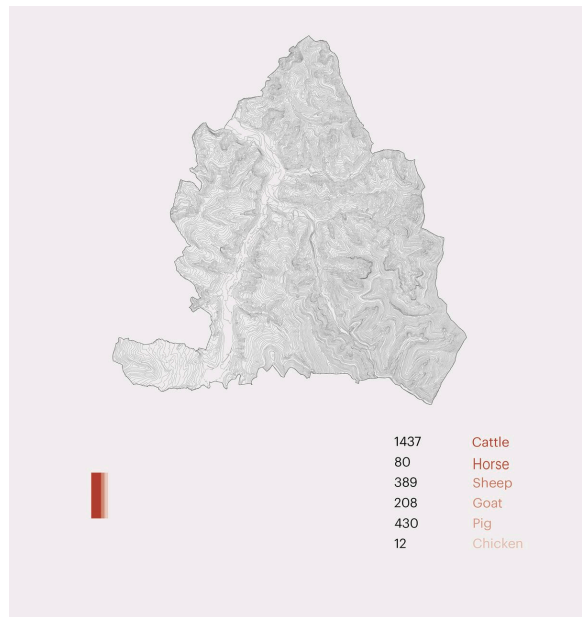 1437 Cattle
80 Horse
389 Sheep
208 Goat
430 Pig
12 Chicken